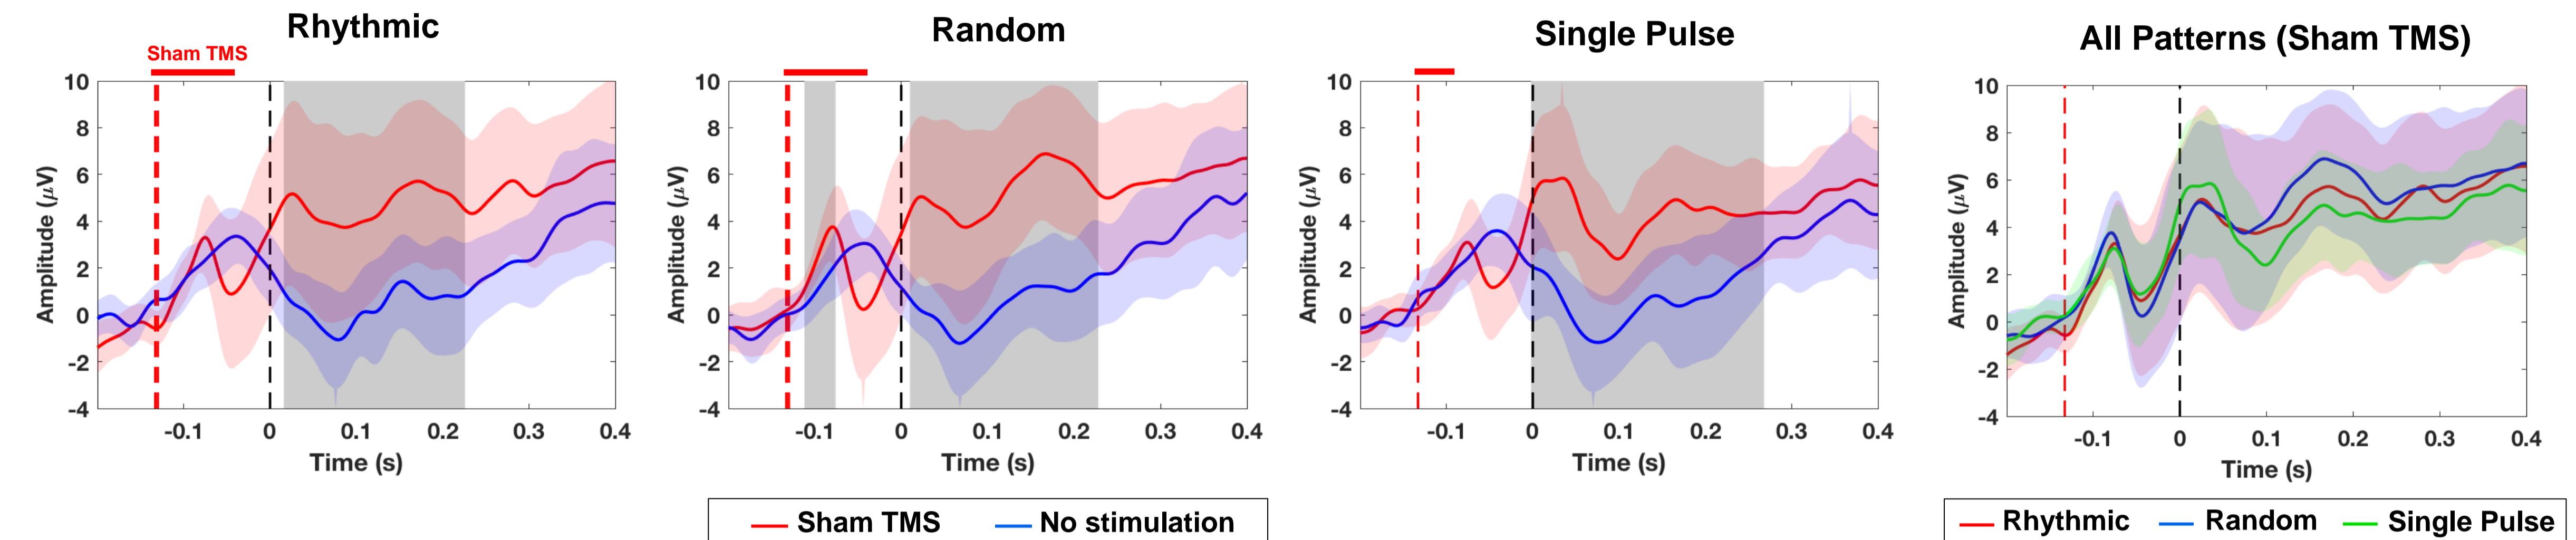 Rhythmic
Sham TMS
10
8
6
4
2
0
-2
-4
Amplitude (μV)
-0.1 0 0.1 0.2 0.3 0.4
Time (s)
Random
10
8
6
4
2
0
-2
-4
Amplitude (μV)
-0.1 0 0.1 0.2 0.3 0.4
Time (s)
Single Pulse
10
8
6
4
2
0
-2
-4
Amplitude (μV)
-0.1 0 0.1 0.2 0.3 0.4
Time (s)
All Patterns (Sham TMS)
10
8
6
4
2
0
-2
-4
Amplitude (μV)
-0.1 0 0.1 0.2 0.3 0.4
Time (s)
Sham TMS No stimulation
Rhythmic Random Single Pulse